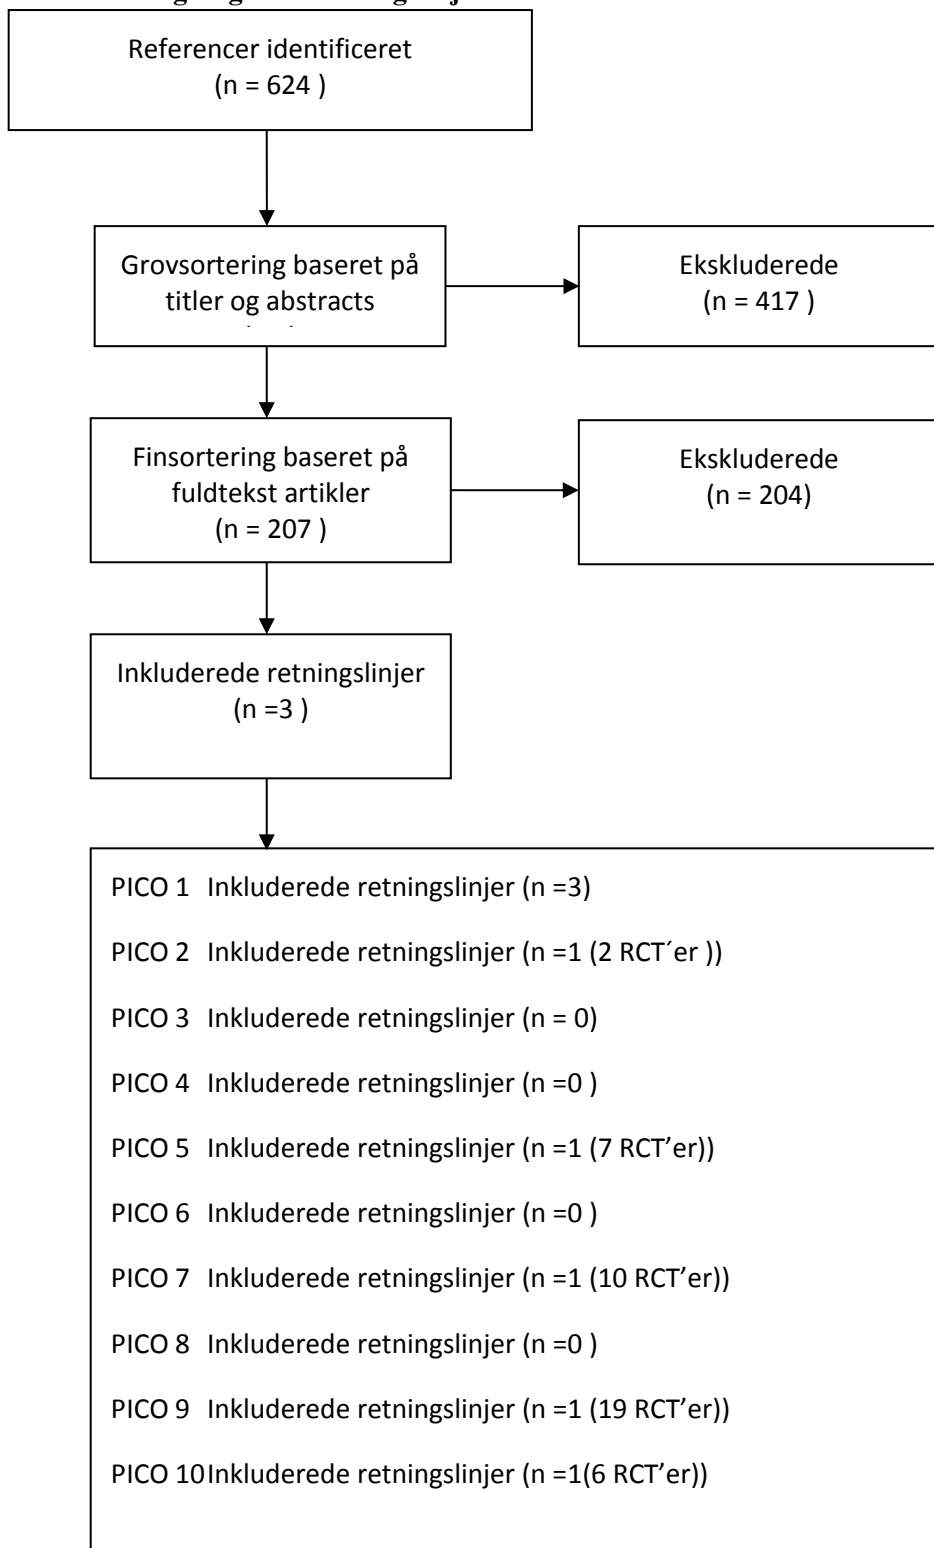 Referencer identificeret
(n = 624 )
Grovsortering baseret på
titler og abstracts
Ekskluderede
(n = 417 )
Finsortering baseret på
fuldtekst artikler
(n = 207 )
Ekskluderede
(n = 204)
Inkluderede retningslinjer
(n =3 )
PICO 1 Inkluderede retningslinjer (n =3)
PICO 2 Inkluderede retningslinjer (n =1 (2 RCT´er ))
PICO 3 Inkluderede retningslinjer (n = 0)
PICO 4 Inkluderede retningslinjer (n =0 )
PICO 5 Inkluderede retningslinjer (n =1 (7 RCT’er))
PICO 6 Inkluderede retningslinjer (n =0 )
PICO 7 Inkluderede retningslinjer (n =1 (10 RCT’er))
PICO 8 Inkluderede retningslinjer (n =0 )
PICO 9 Inkluderede retningslinjer (n =1 (19 RCT’er))
PICO 10Inkluderede retningslinjer (n =1(6 RCT’er))